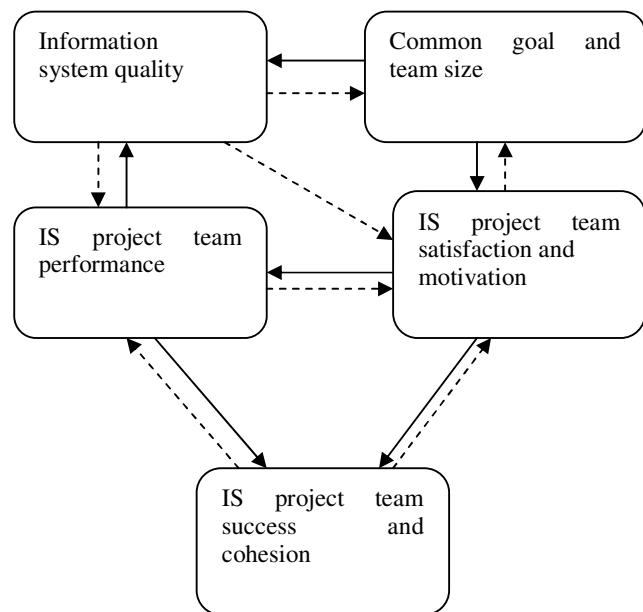 Information
system quality
Common goal and
team size
IS project team
performance
IS project team
satisfaction and
motivation
IS project team
success and
cohesion